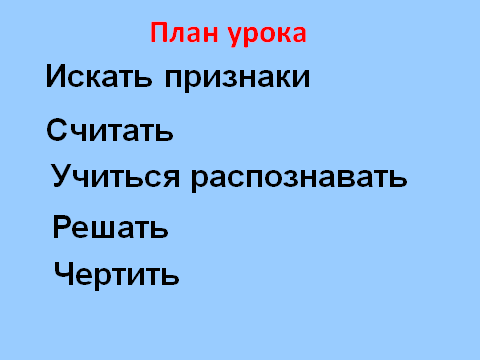 План урока
Искать признаки
Считать
Учиться распознавать
Решать
Чертить